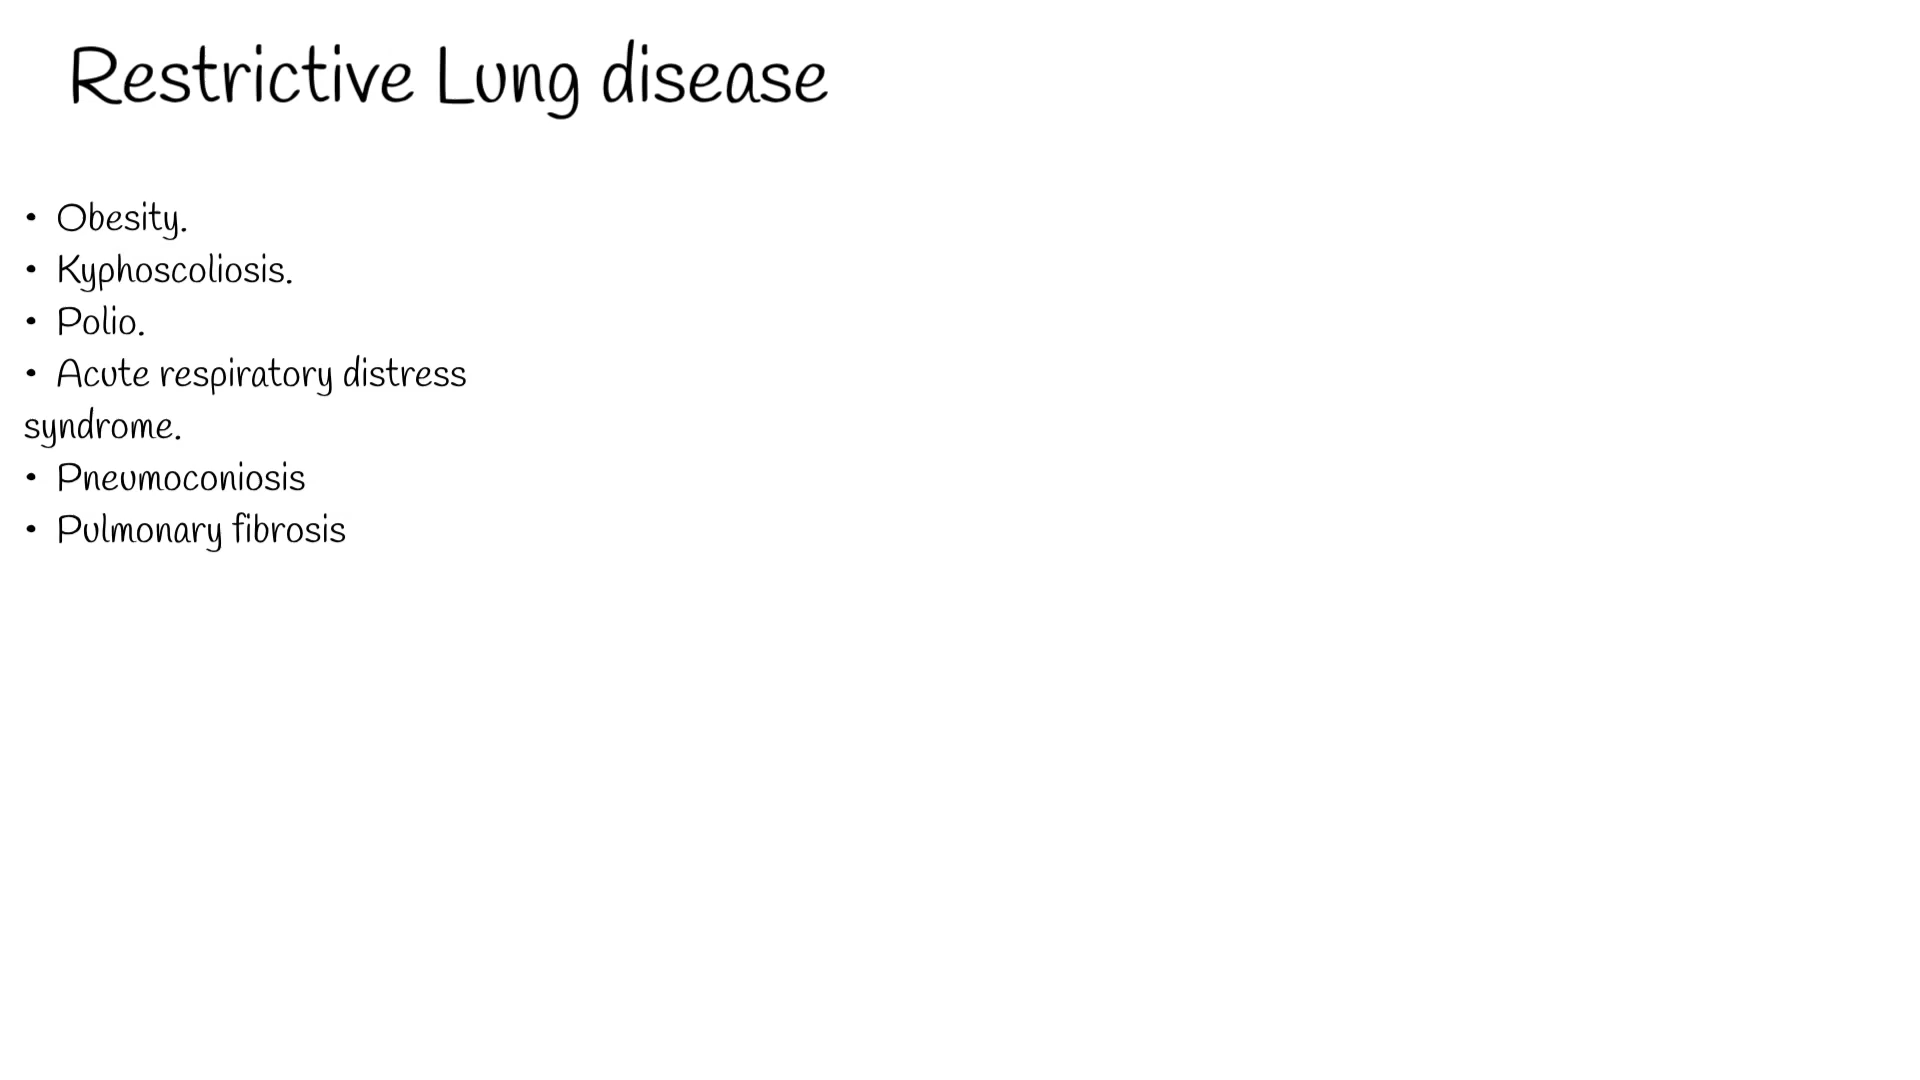 Restrictive Lung disease
• Obesity.
• Kyphoscoliosis.
• Polio.
• Acute respiratory distress
syndrome.
• Pneumoconiosis
• Pulmonary fibrosis